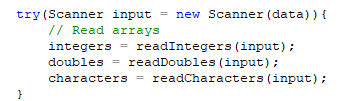 try(Scanner input = new Scanner(data)){
// Read arrays
integers = readIntegers(input);
doubles = readDoubles(input);
characters = readCharacters(input);
}